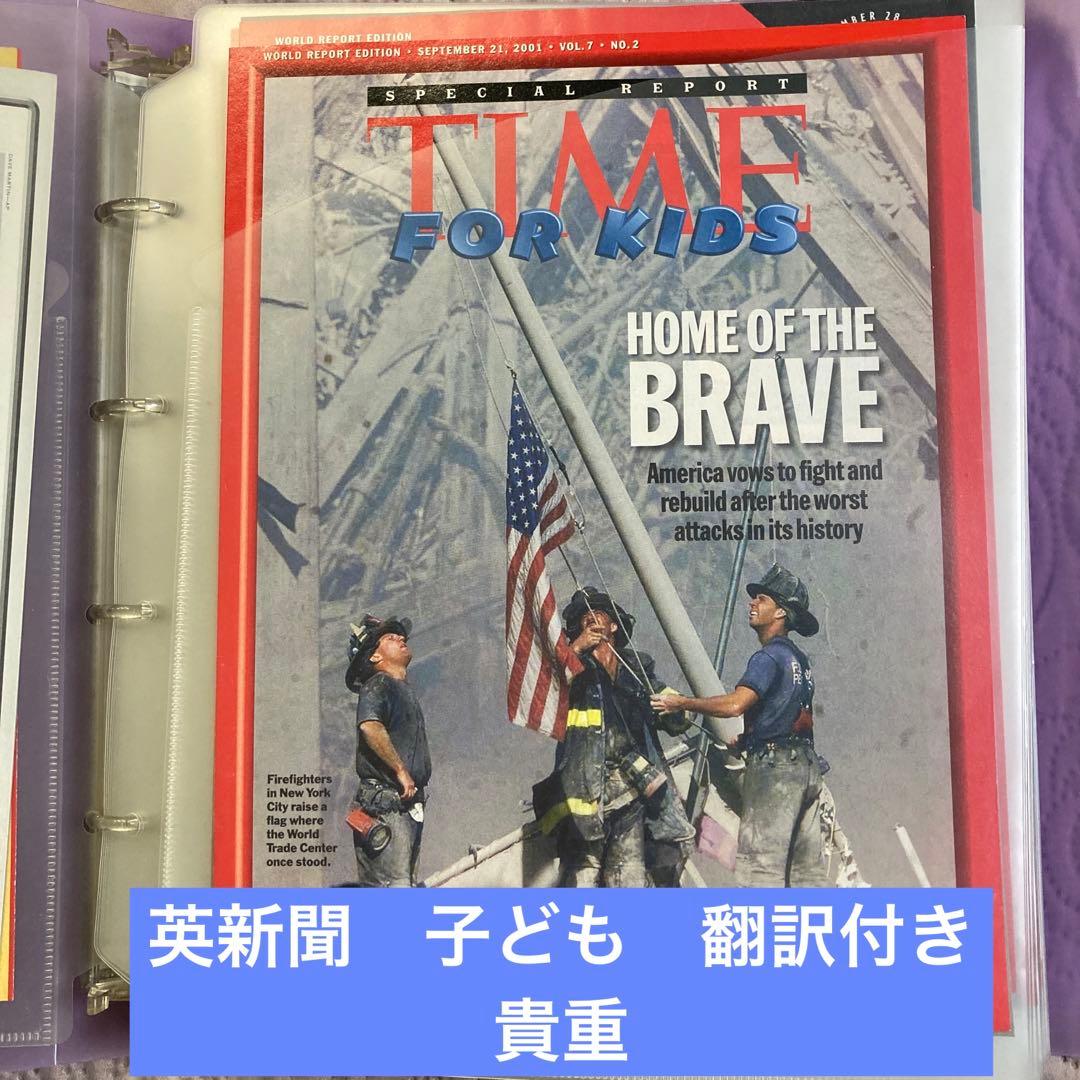 MBER 28
WORLD REPORT EDITION
WORLD REPORT EDITION • SEPTEMBER 21, 2001 • VOL.7 • NO.2
SPECIAL REPORT
TIME
FOR KIDS
HOME OF THE
BRAVE
America vows to fight and
rebuild after the worst
attacks in its history
DAVE MARTIN—AP
Firefighters
in New York
City raise a
flag where
the World
Trade Center
once stood.
英新聞　子ども　翻訳付き
貴重